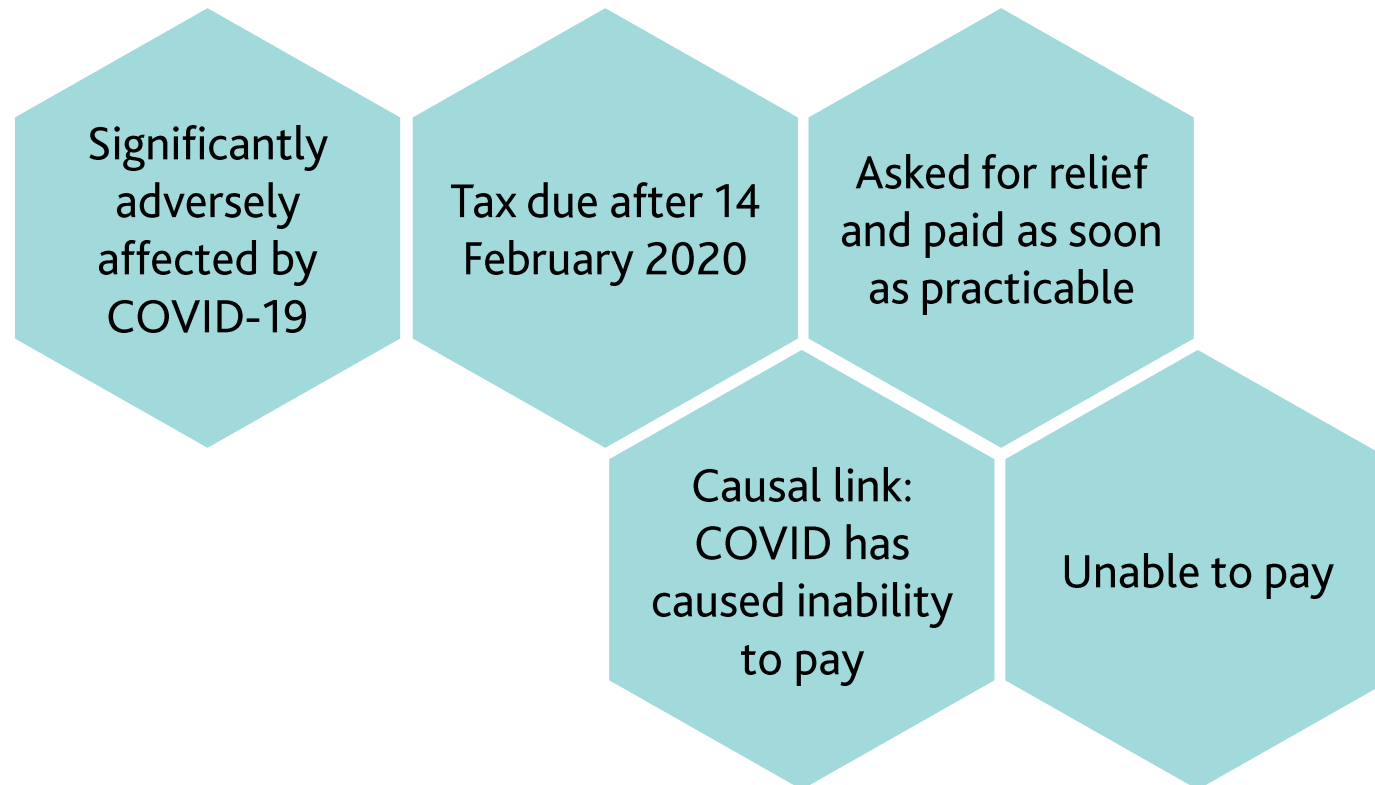 Significantly
adversely
affected by
COVID-19
Tax due after 14
February 2020
Asked for relief
and paid as soon
as practicable
Causal link:
COVID has
caused inability
to pay
Unable to pay